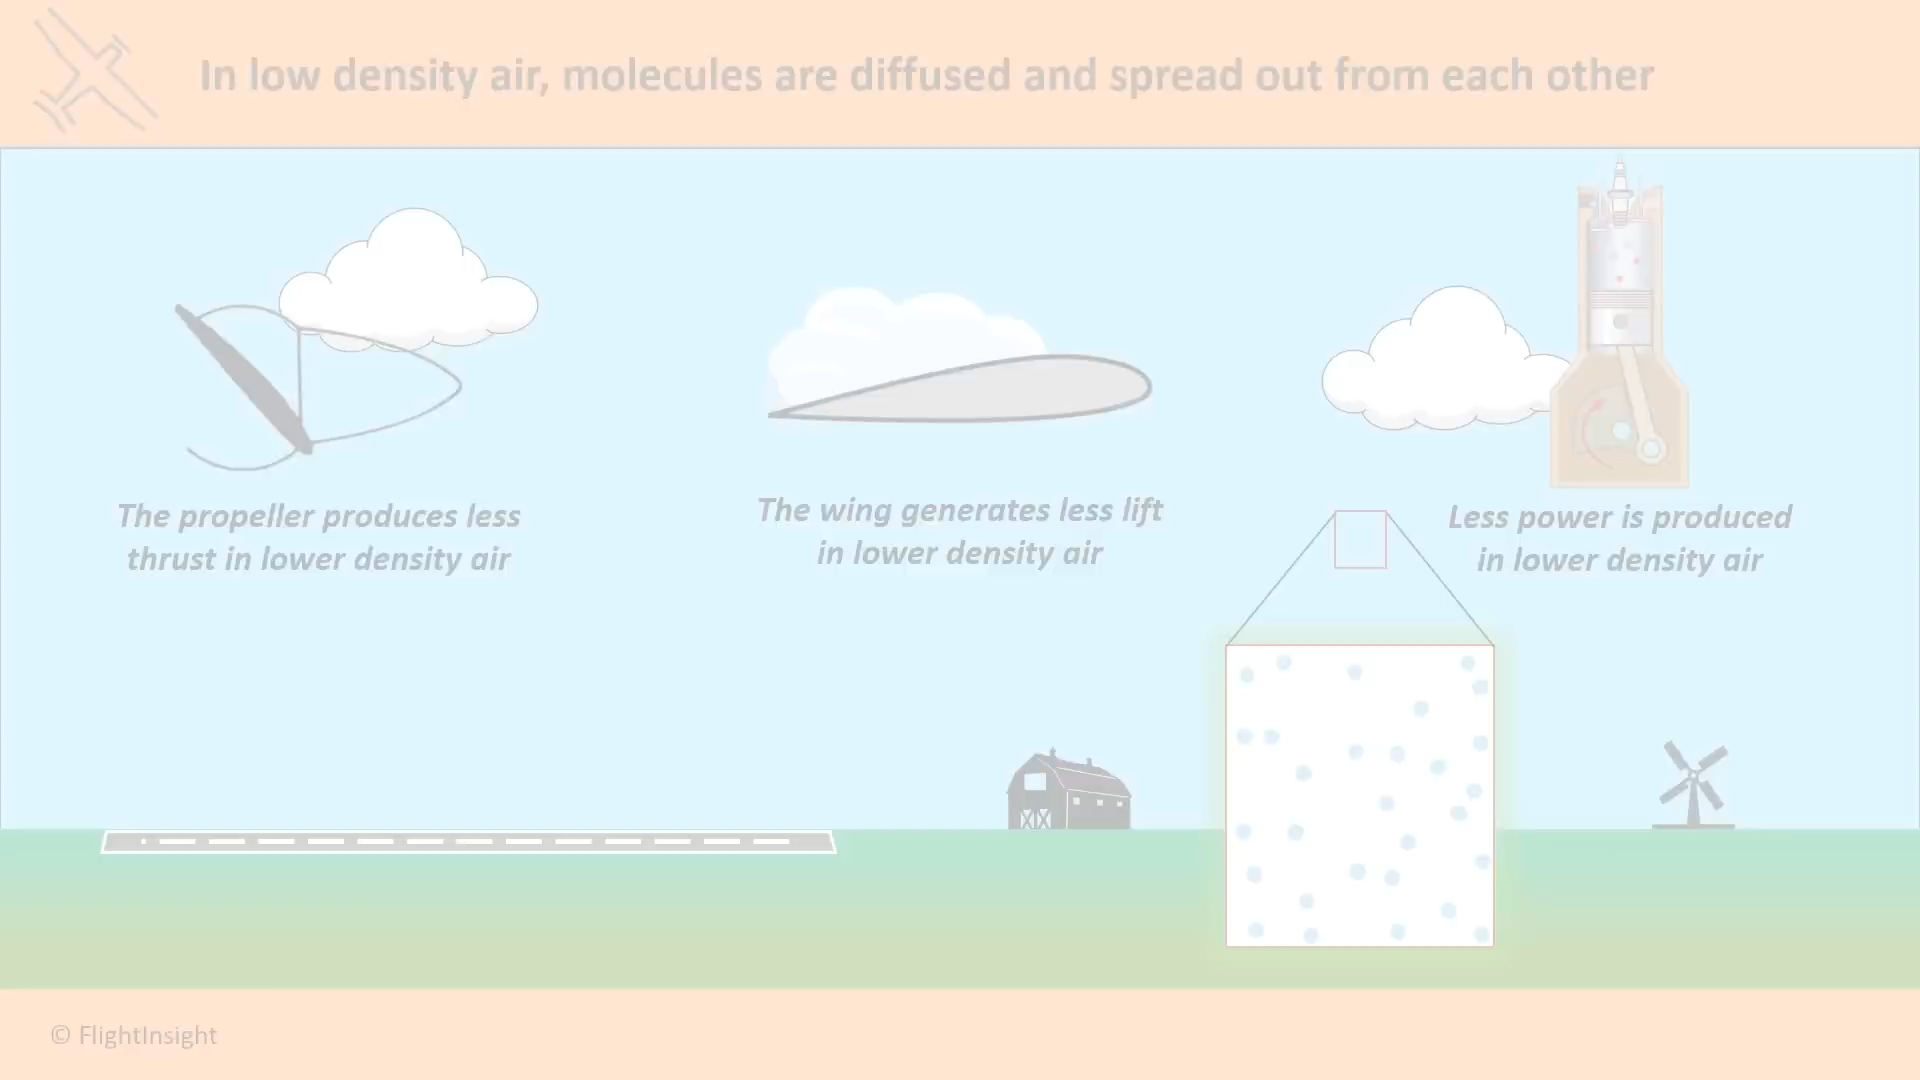 In low density air, molecules are diffused and spread out from each other
The propeller produces less
thrust in lower density air
The wing generates less lift
in lower density air
Less power is produced
in lower density air
© FlightInsight